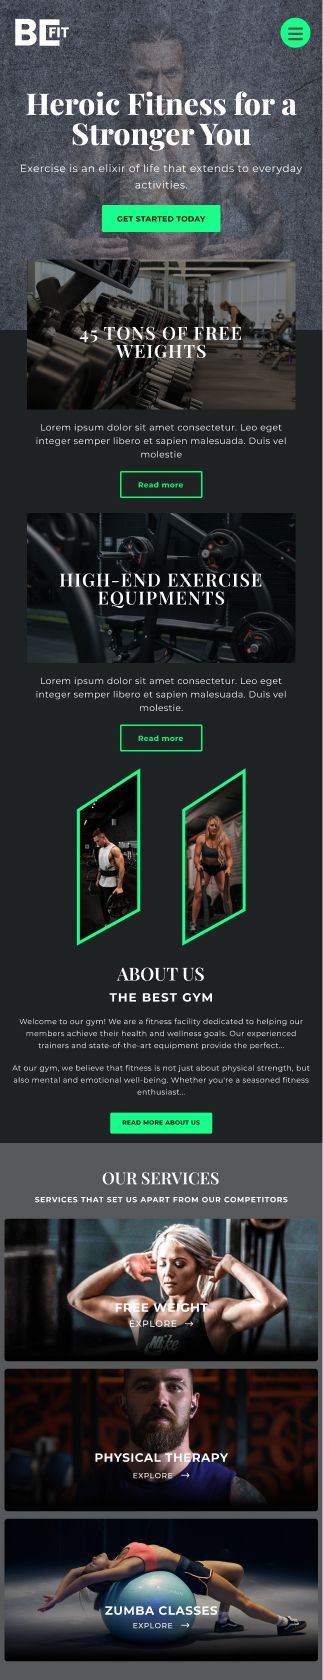 BE FIT
Heroic Fitness for a
Stronger You
Exercise is an elixir of life that extends to everyday
activities.
GET STARTED TODAY
45 TONS OF FREE
WEIGHTS
Lorem ipsum dolor sit amet consectetur. Leo eget
integer semper libero et sapien malesuada. Duis vel
molestie
Read more
HIGH-END EXERCISE
EQUIPMENTS
Lorem ipsum dolor sit amet consectetur. Leo eget
integer semper libero et sapien malesuada. Duis vel
molestie.
Read more
ABOUT US
THE BEST GYM
Welcome to our gym! We are a fitness facility dedicated to helping our
members achieve their health and wellness goals. Our experienced
trainers and state-of-the-art equipment provide the perfect...
At our gym, we believe that fitness is not just about physical strength, but
also mental and emotional well-being. Whether you're a seasoned fitness
enthusiast...
READ MORE ABOUT US
OUR SERVICES
SERVICES THAT SET US APART FROM OUR COMPETITORS
FREE WEIGHT
EXPLORE →
Nike
PHYSICAL THERAPY
EXPLORE →
ZUMBA CLASSES
EXPLORE →